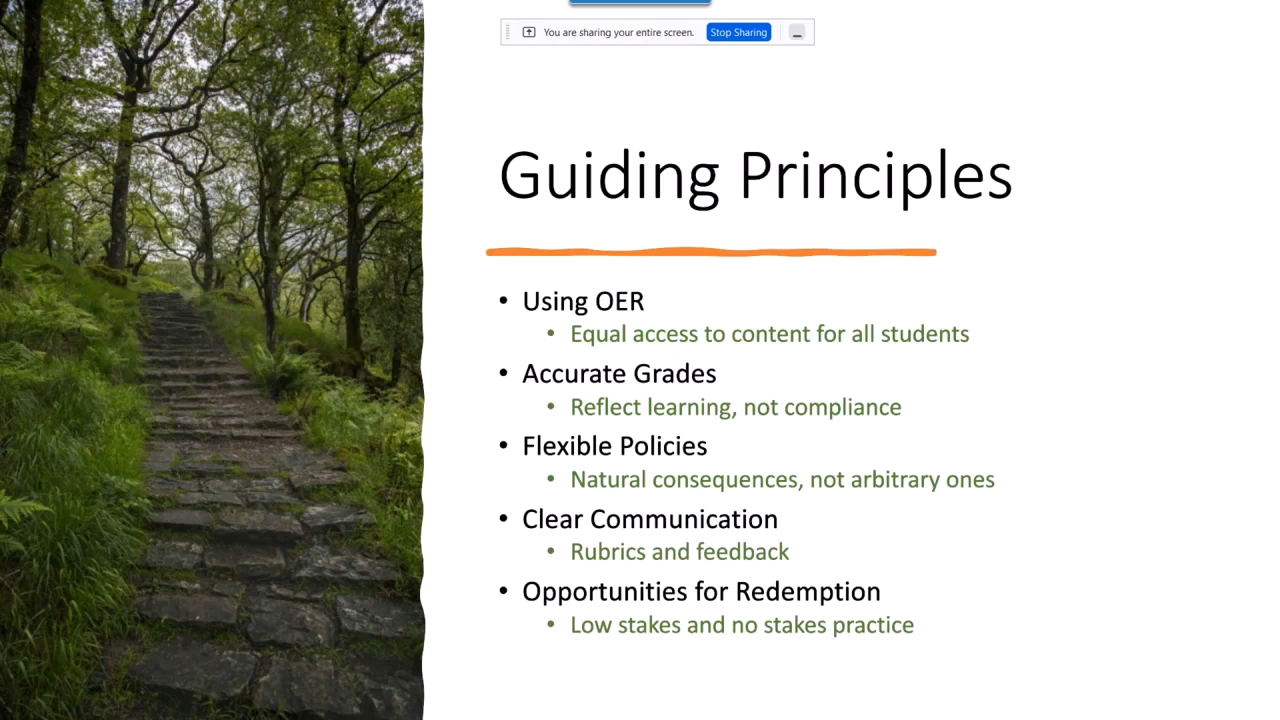 You are sharing your entire screen. Stop Sharing
Guiding Principles
• Using OER
• Equal access to content for all students
• Accurate Grades
• Reflect learning, not compliance
• Flexible Policies
• Natural consequences, not arbitrary ones
• Clear Communication
• Rubrics and feedback
• Opportunities for Redemption
• Low stakes and no stakes practice